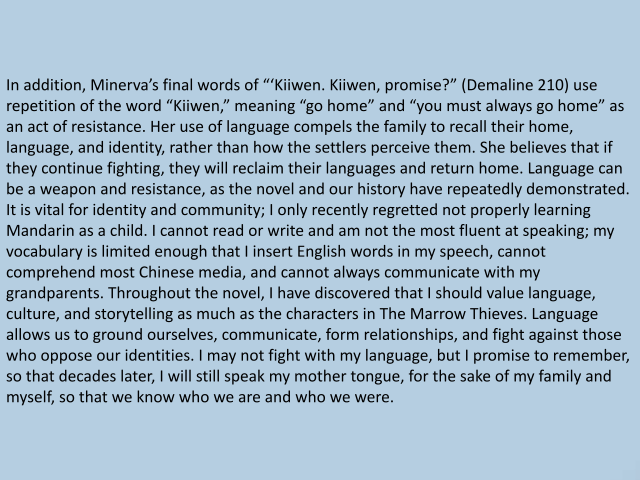 In addition, Minerva’s final words of “‘Kiiwen. Kiiwen, promise?” (Demaline 210) use
repetition of the word “Kiiwen,” meaning “go home” and “you must always go home” as
an act of resistance. Her use of language compels the family to recall their home,
language, and identity, rather than how the settlers perceive them. She believes that if
they continue fighting, they will reclaim their languages and return home. Language can
be a weapon and resistance, as the novel and our history have repeatedly demonstrated.
It is vital for identity and community; I only recently regretted not properly learning
Mandarin as a child. I cannot read or write and am not the most fluent at speaking; my
vocabulary is limited enough that I insert English words in my speech, cannot
comprehend most Chinese media, and cannot always communicate with my
grandparents. Throughout the novel, I have discovered that I should value language,
culture, and storytelling as much as the characters in The Marrow Thieves. Language
allows us to ground ourselves, communicate, form relationships, and fight against those
who oppose our identities. I may not fight with my language, but I promise to remember,
so that decades later, I will still speak my mother tongue, for the sake of my family and
myself, so that we know who we are and who we were.